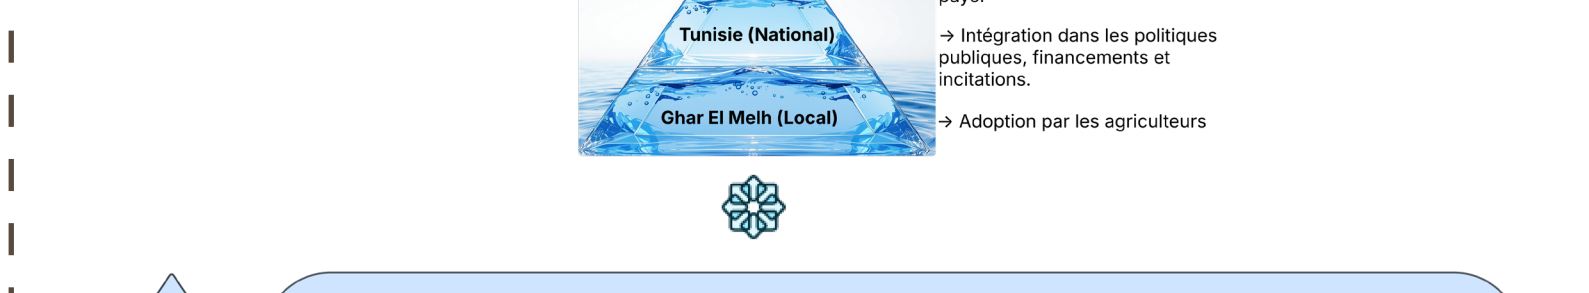 Tunisie (National)
→ Intégration dans les politiques
publiques, financements et
incitations.
Ghar El Melh (Local)
→ Adoption par les agriculteurs